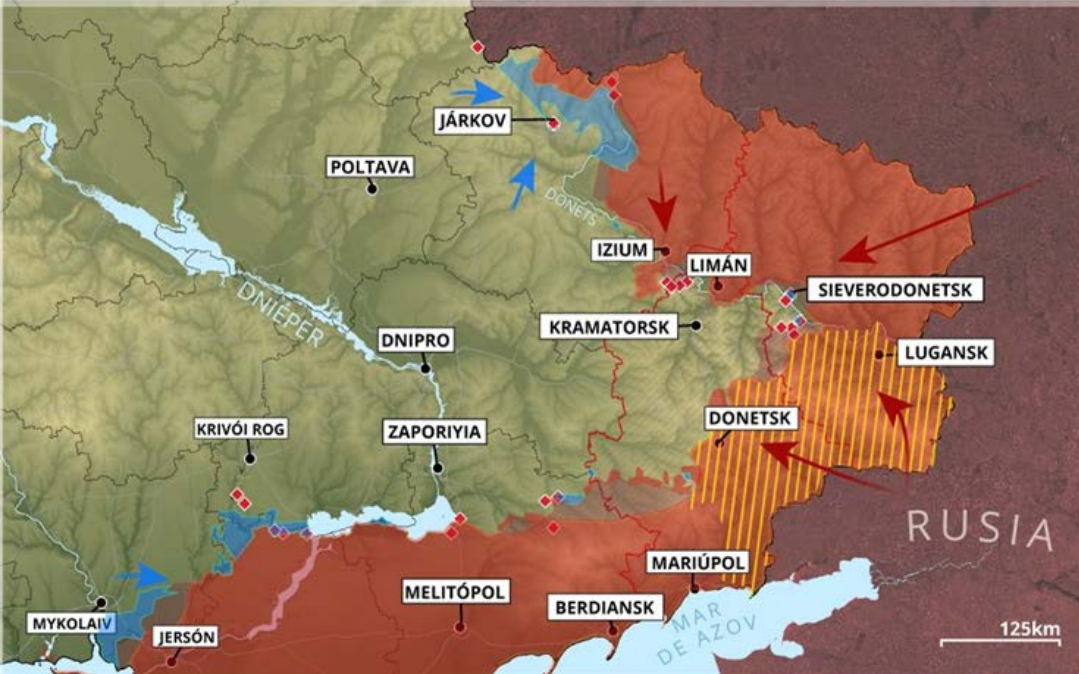 JÁRKOV
POLTAVA
DONETS
IZIUM
LIMÁN
SIEVERODONETSK
DNIÉPER
KRAMATORSK
DNIPRO
LUGANSK
DONETSK
KRIVÓI ROG
ZAPORIYIA
RUSIA
MARIÚPOL
MELITÓPOL
BERDIANSK
MYKOLAIV
JERSÓN
MAR
DE AZOV
125km